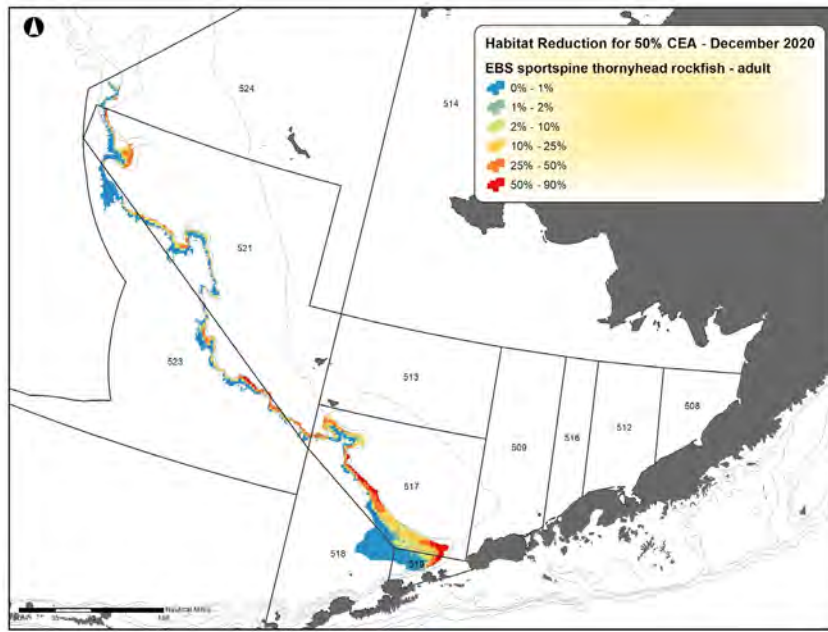 Habitat Reduction for 50% CEA - December 2020
EBS sportspine thornyhead rockfish - adult
0% - 1%
1% - 2%
2% - 10%
10% - 25%
25% - 50%
50% - 90%
524
514
521
523
513
508
509
516
512
517
518
519
Nautical Miles